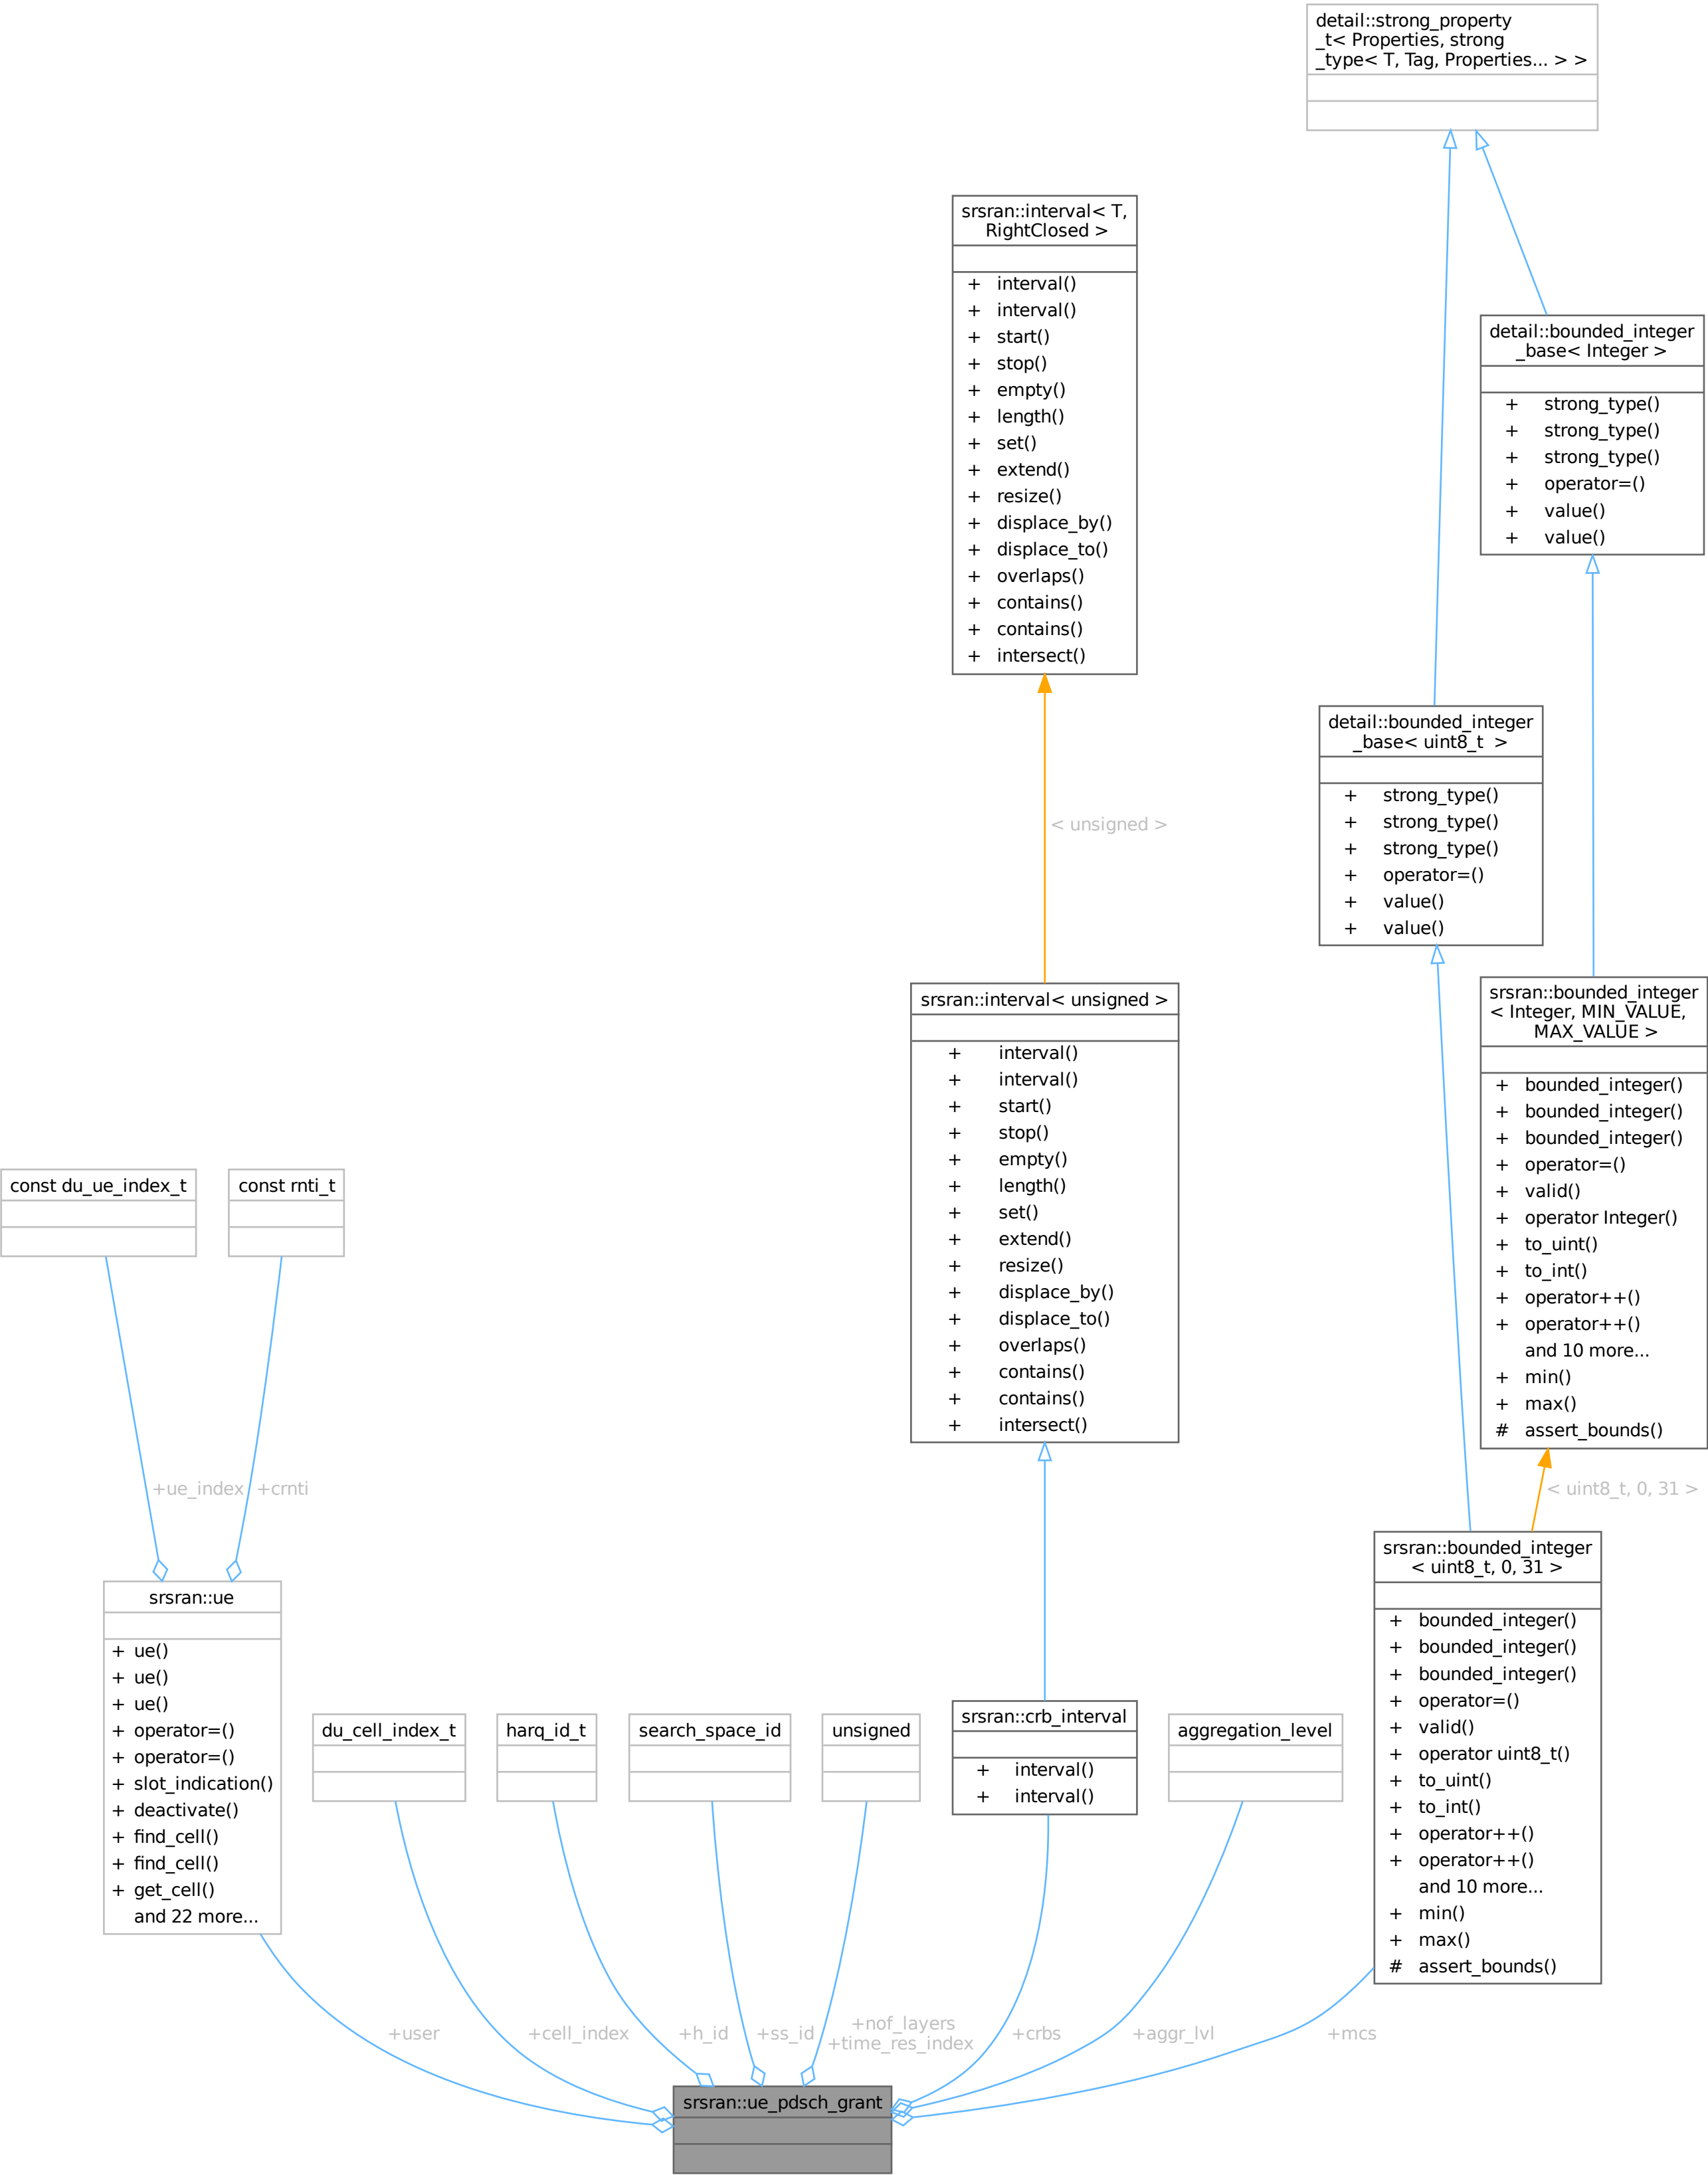 detail::strong_property
_t< Properties, strong
_type< T, Tag, Properties... > >
srsran::interval< T,
RightClosed >
+ interval()
+ interval()
+ start()
+ stop()
+ empty()
+ length()
+ set()
+ extend()
+ resize()
+ displace_by()
+ displace_to()
+ overlaps()
+ contains()
+ contains()
+ intersect()
detail::bounded_integer
_base< Integer >
+ strong_type()
+ strong_type()
+ strong_type()
+ operator=()
+ value()
+ value()
detail::bounded_integer
_base< uint8_t >
+ strong_type()
+ strong_type()
+ strong_type()
+ operator=()
+ value()
+ value()
< unsigned >
srsran::interval< unsigned >
+ interval()
+ interval()
+ start()
+ stop()
+ empty()
+ length()
+ set()
+ extend()
+ resize()
+ displace_by()
+ displace_to()
+ overlaps()
+ contains()
+ contains()
+ intersect()
srsran::bounded_integer
< Integer, MIN_VALUE,
MAX_VALUE >
+ bounded_integer()
+ bounded_integer()
+ bounded_integer()
+ operator=()
+ valid()
+ operator Integer()
+ to_uint()
+ to_int()
+ operator++()
+ operator++()
and 10 more...
+ min()
+ max()
# assert_bounds()
const du_ue_index_t
const rnti_t
+ue_index
+crnti
< uint8_t, 0, 31 >
srsran::ue
+ ue()
+ ue()
+ ue()
+ operator=()
+ operator=()
+ slot_indication()
+ deactivate()
+ find_cell()
+ find_cell()
+ get_cell()
and 22 more...
du_cell_index_t
harq_id_t
search_space_id
unsigned
srsran::crb_interval
+ interval()
+ interval()
aggregation_level
srsran::bounded_integer
< uint8_t, 0, 31 >
+ bounded_integer()
+ bounded_integer()
+ bounded_integer()
+ operator=()
+ valid()
+ operator uint8_t()
+ to_uint()
+ to_int()
+ operator++()
+ operator++()
and 10 more...
+ min()
+ max()
# assert_bounds()
+user
+cell_index
+h_id
+ss_id
+nof_layers
+time_res_index
+crbs
+aggr_lvl
+mcs
srsran::ue_pdsch_grant